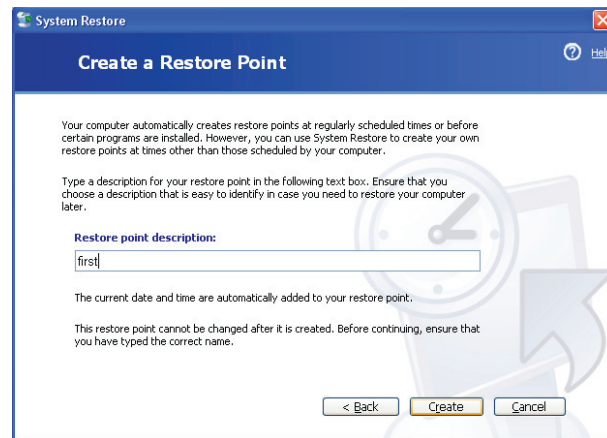 System Restore
Create a Restore Point
Help
Your computer automatically creates restore points at regularly scheduled times or before
certain programs are installed. However, you can use System Restore to create your own
restore points at times other than those scheduled by your computer.
Type a description for your restore point in the following text box. Ensure that you
choose a description that is easy to identify in case you need to restore your computer
later.
Restore point description:
first
The current date and time are automatically added to your restore point.
This restore point cannot be changed after it is created. Before continuing, ensure that
you have typed the correct name.
< Back Create Cancel